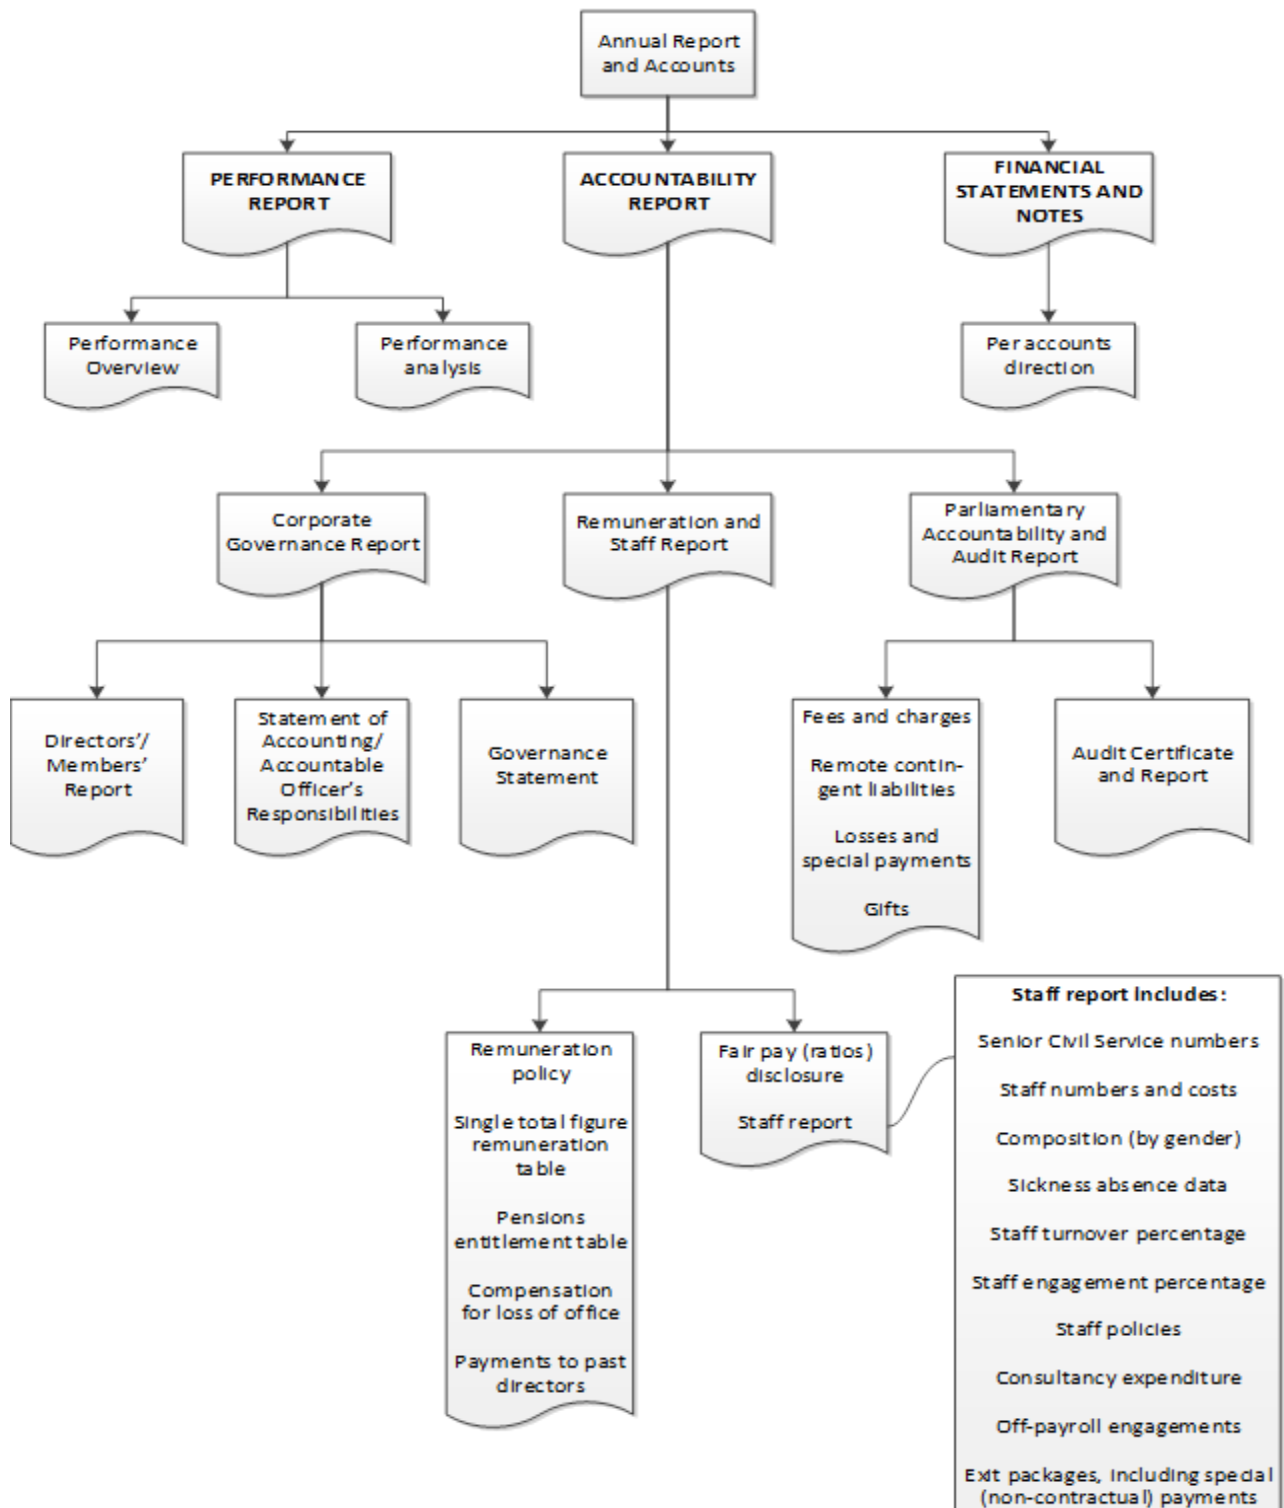 Annual Report
and Accounts
PERFORMANCE
REPORT
ACCOUNTABILITY
REPORT
FINANCIAL
STATEMENTS AND
NOTES
Performance
Overview
Performance
analysis
Per accounts
direction
Corporate
Governance Report
Remuneration and
Staff Report
Parliamentary
Accountability and
Audit Report
Directors’/
Members’
Report
Statement of
Accounting/
Accountable
Officer’s
Responsibilities
Governance
Statement
Fees and charges
Remote contin-
gent liabilities
Losses and
special payments
Gifts
Audit Certificate
and Report
Remuneration
policy
Single total figure
remuneration
table
Pensions
entitlement table
Compensation
for loss of office
Payments to past
directors
Fair pay (ratios)
disclosure
Staff report
Staff report includes:
Senior Civil Service numbers
Staff numbers and costs
Composition (by gender)
Sickness absence data
Staff turnover percentage
Staff engagement percentage
Staff policies
Consultancy expenditure
Off-payroll engagements
Exit packages, including special
(non-contractual) payments